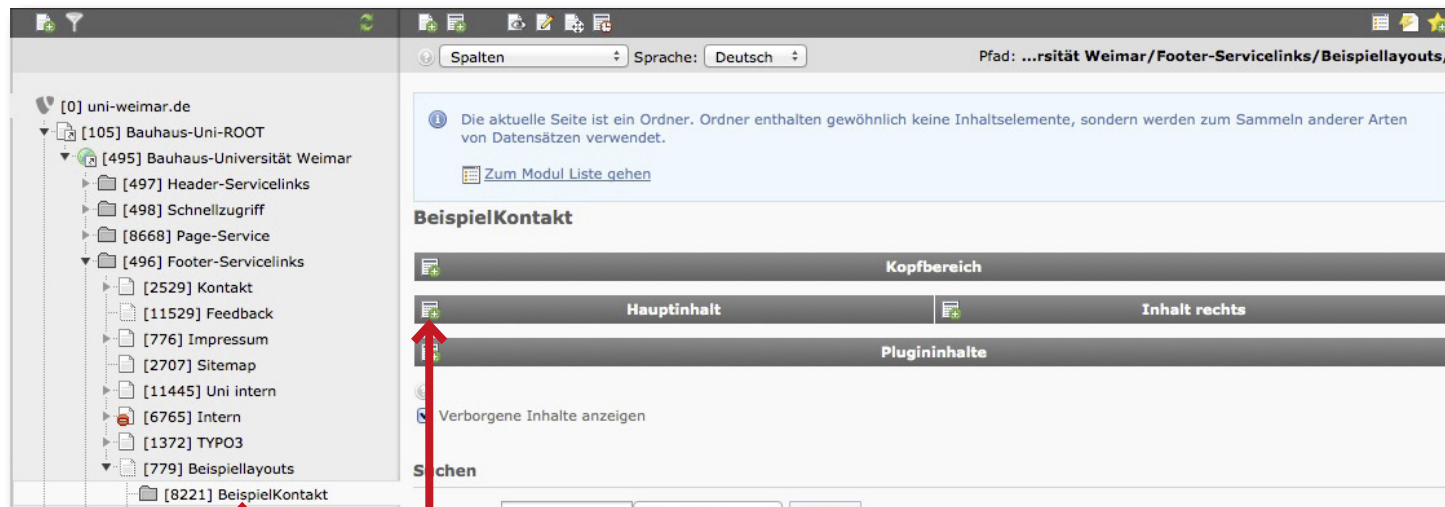 Spalten Sprache: Deutsch Pfad: ...rsität Weimar/Footer-Servicelinks/Beispiellayouts/
[0] uni-weimar.de
[105] Bauhaus-Uni-ROOT
[495] Bauhaus-Universität Weimar
[497] Header-Servicelinks
[498] Schnellzugriff
[8668] Page-Service
[496] Footer-Servicelinks
[2529] Kontakt
[11529] Feedback
[776] Impressum
[2707] Sitemap
[11445] Uni intern
[6765] Intern
[1372] TYPO3
[779] Beispiellayouts
[8221] BeispielKontakt
Die aktuelle Seite ist ein Ordner. Ordner enthalten gewöhnlich keine Inhaltselemente, sondern werden zum Sammeln anderer Arten
von Datensätzen verwendet.
Zum Modul Liste gehen
BeispielKontakt
Kopfbereich
Hauptinhalt Inhalt rechts
Plugininhalte
Verborgene Inhalte anzeigen
Suchen